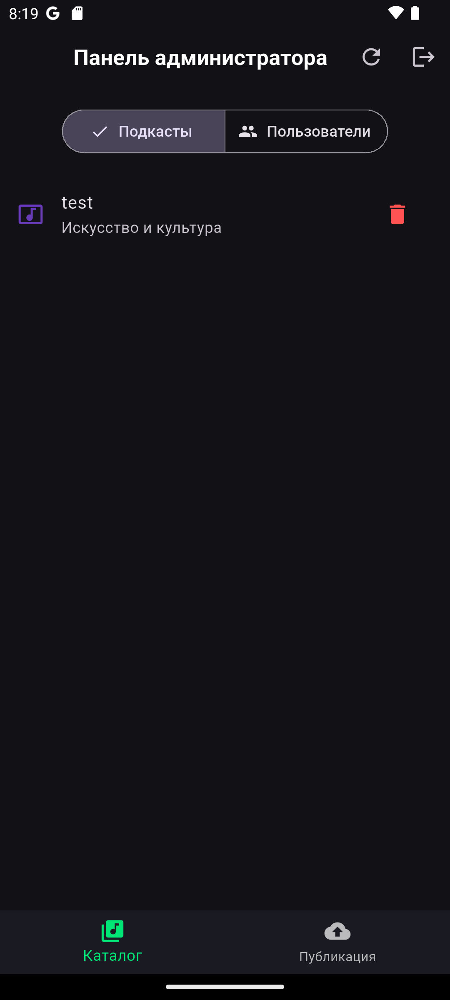 8:19
Панель администратора
Подкасты
Пользователи
test
Искусство и культура
Каталог
Публикация